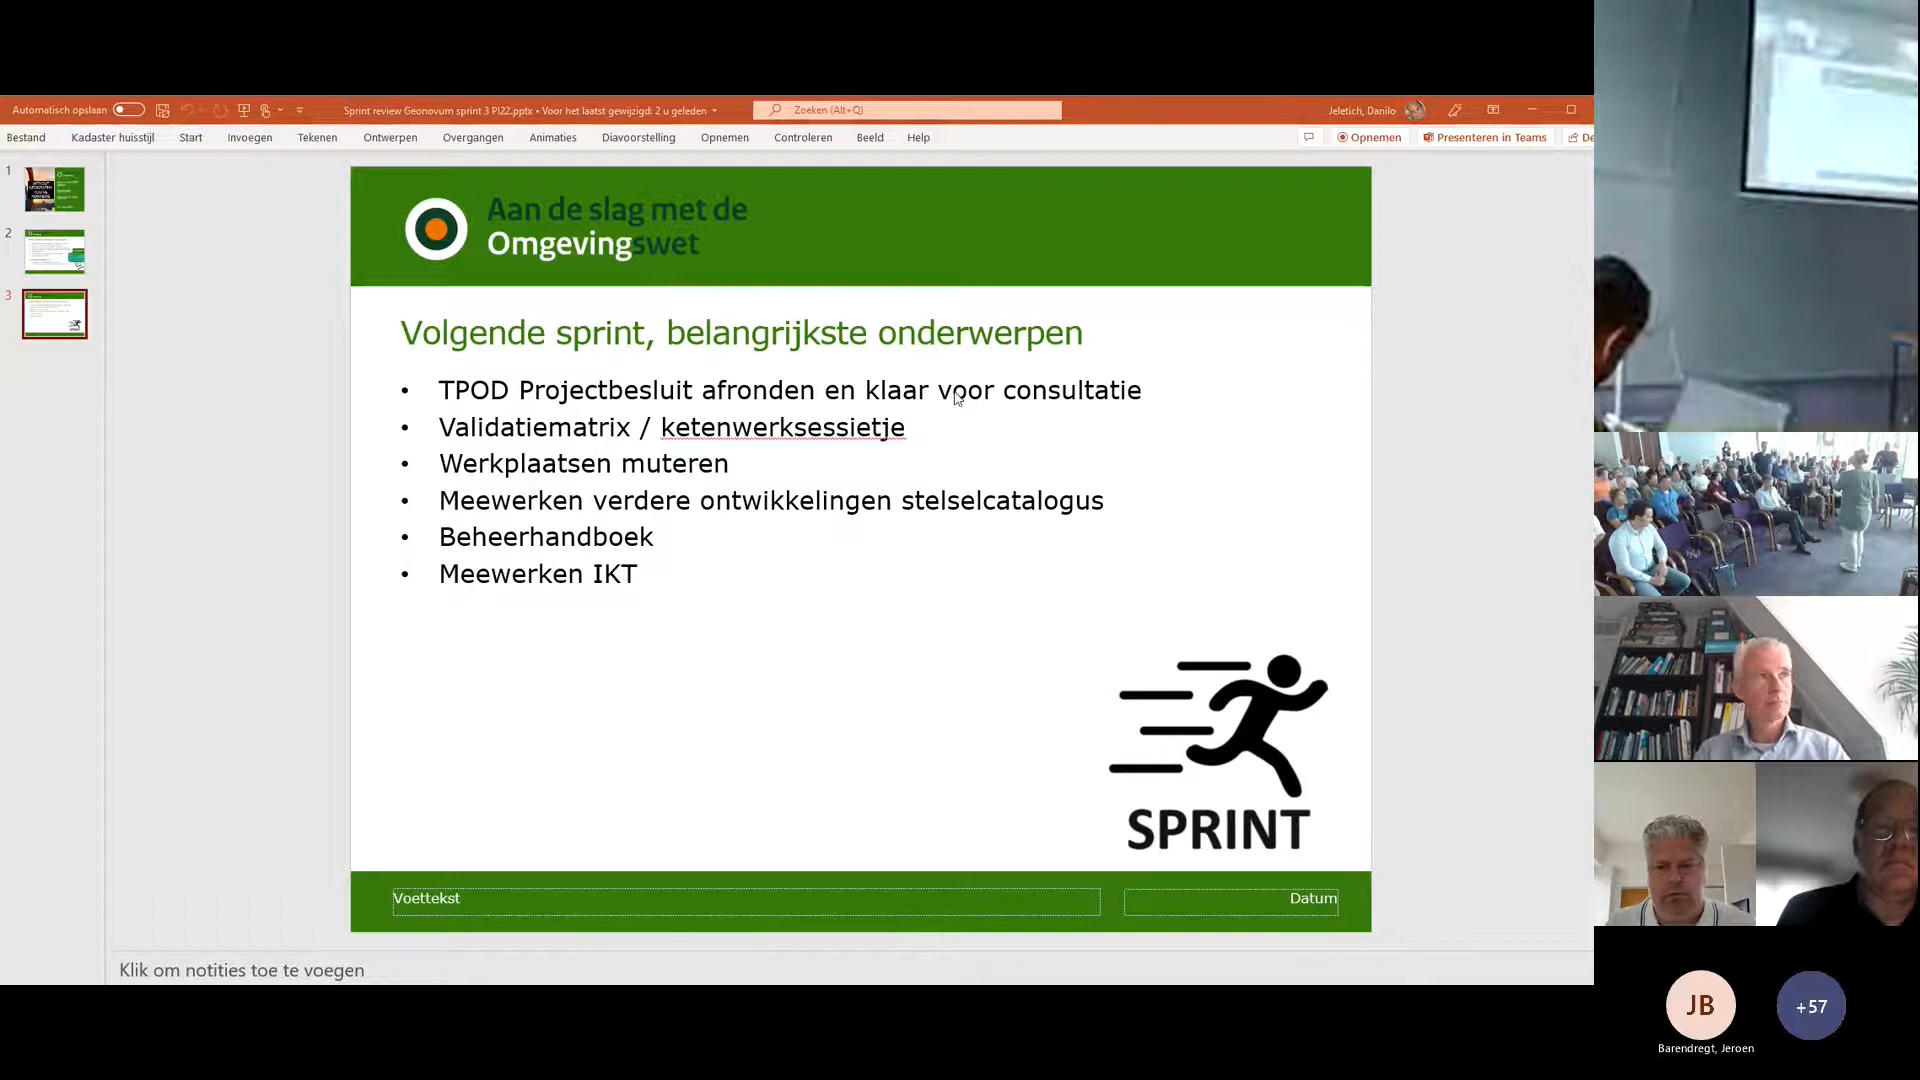 Automatisch opslaan
Sprint review Geonovum sprint 3 PI22.pptx • Voor het laatst gewijzigd: 2 u geleden
Zoeken (Alt+Q)
Jeletich, Danilo
Bestand Kadaster huisstijl Start Invoegen Tekenen Ontwerpen Overgangen Animaties Diavoorstelling Opnemen Controleren Beeld Help
Opnemen Presenteren in Teams De
1
2
3
Aan de slag met de
Omgevingswet
Volgende sprint, belangrijkste onderwerpen
• TPOD Projectbesluit afronden en klaar voor consultatie
• Validatiematrix / ketenwerksessietje
• Werkplaatsen muteren
• Meewerken verdere ontwikkelingen stelselcatalogus
• Beheerhandboek
• Meewerken IKT
SPRINT
Voettekst
Datum
Klik om notities toe te voegen
JB
+57
Barendregt, Jeroen